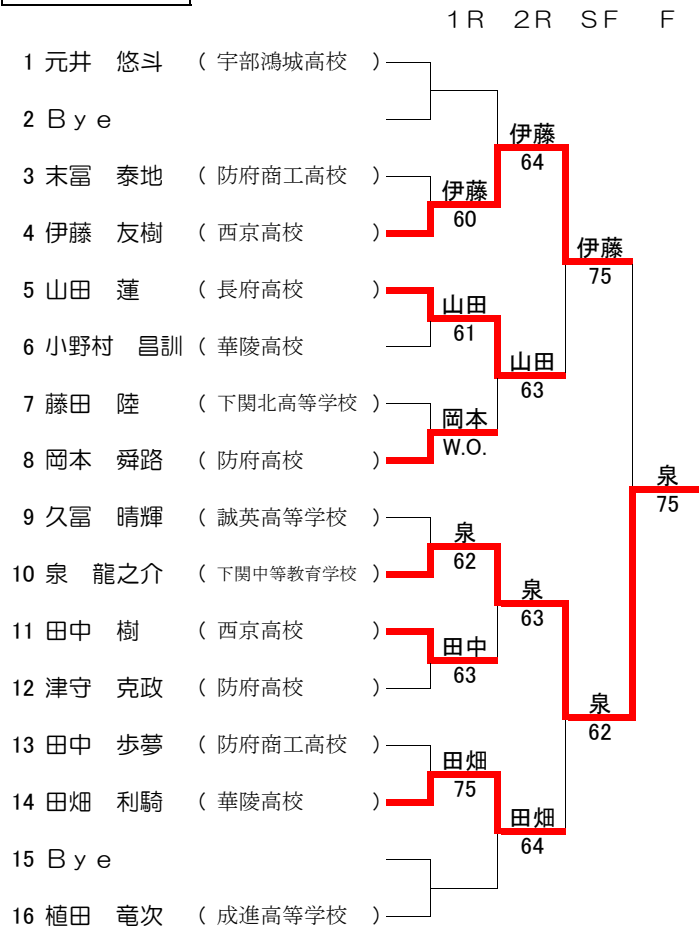 1R 2R SF F
1 元井 悠斗 ( 宇部鴻城高校 )
2 Bye
伊藤
64
3 末冨 泰地 ( 防府商工高校 )
伊藤
60
4 伊藤 友樹 ( 西京高校 )
伊藤
75
5 山田 蓮 ( 長府高校 )
山田
61
6 小野村 昌訓 ( 華陵高校 )
山田
63
7 藤田 陸 ( 下関北高等学校 )
岡本
W.O.
8 岡本 舜路 ( 防府高校 )
泉
75
9 久冨 晴輝 ( 誠英高等学校 )
泉
62
10 泉 龍之介 ( 下関中等教育学校 )
泉
63
11 田中 樹 ( 西京高校 )
田中
63
12 津守 克政 ( 防府高校 )
泉
62
13 田中 歩夢 ( 防府商工高校 )
田畑
75
14 田畑 利騎 ( 華陵高校 )
田畑
64
15 Bye
16 植田 竜次 ( 成進高等学校 )